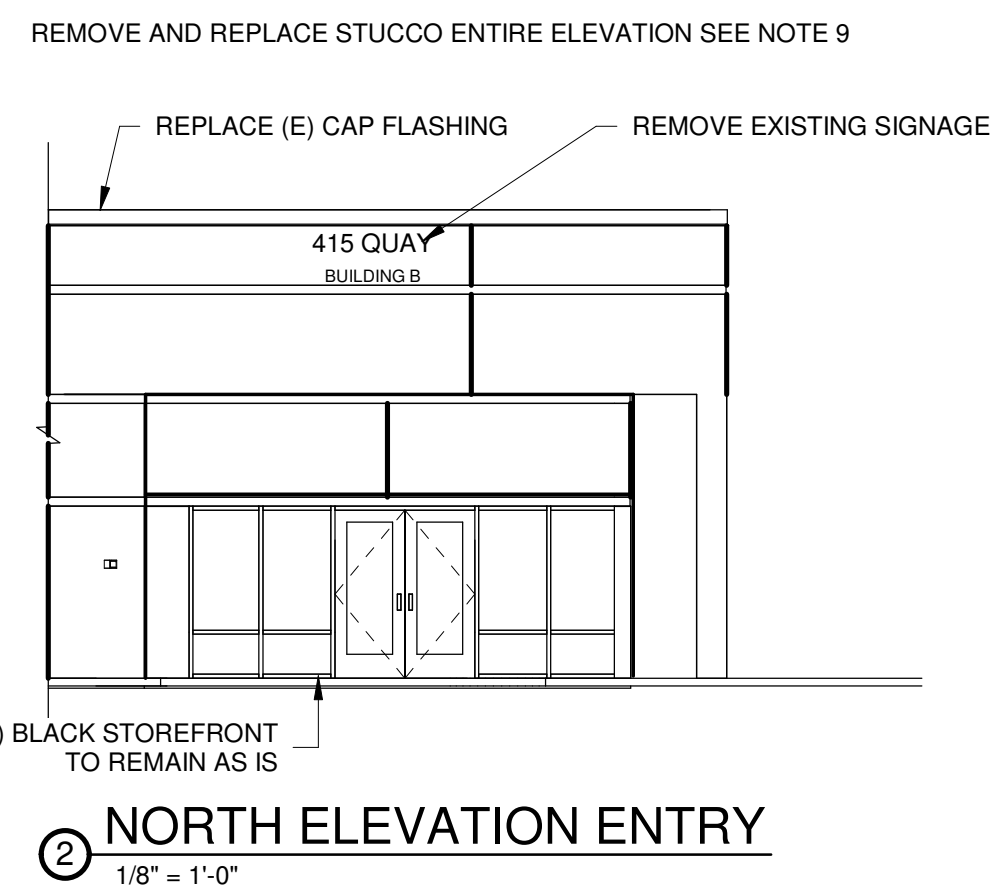 REMOVE AND REPLACE STUCCO ENTIRE ELEVATION SEE NOTE 9
REPLACE (E) CAP FLASHING
REMOVE EXISTING SIGNAGE
415 QUAY
BUILDING B
) BLACK STOREFRONT
TO REMAIN AS IS
2
NORTH ELEVATION ENTRY
1/8" = 1'-0"